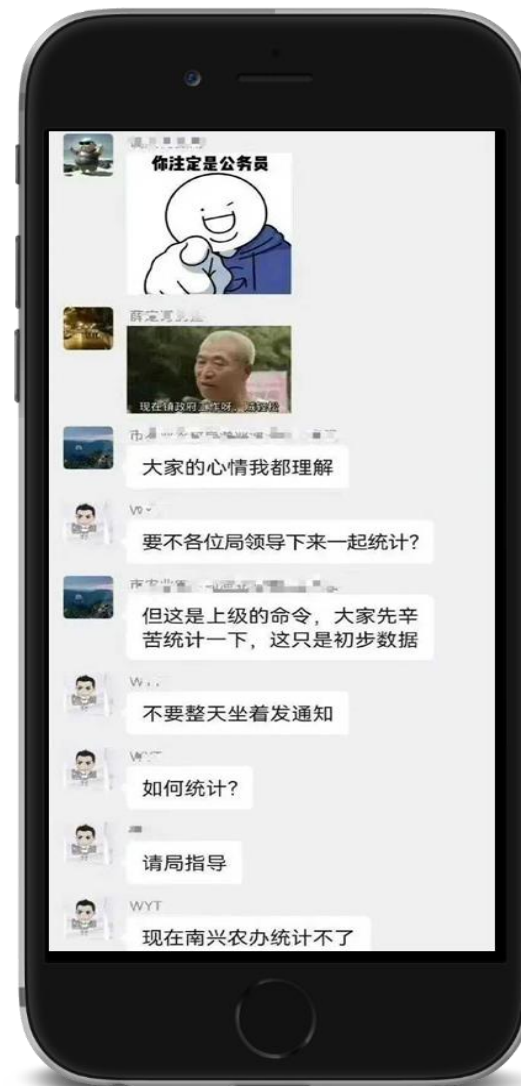 你注定是公务员
现在镇政府工作呀，
大家的心情我都理解
要不各位局领导下来一起统计?
但这是上级的命令，大家先辛
苦统计一下，这只是初步数据
不要整天坐着发通知
WYT
如何统计?
请局指导
WYT
现在南兴农办统计不了